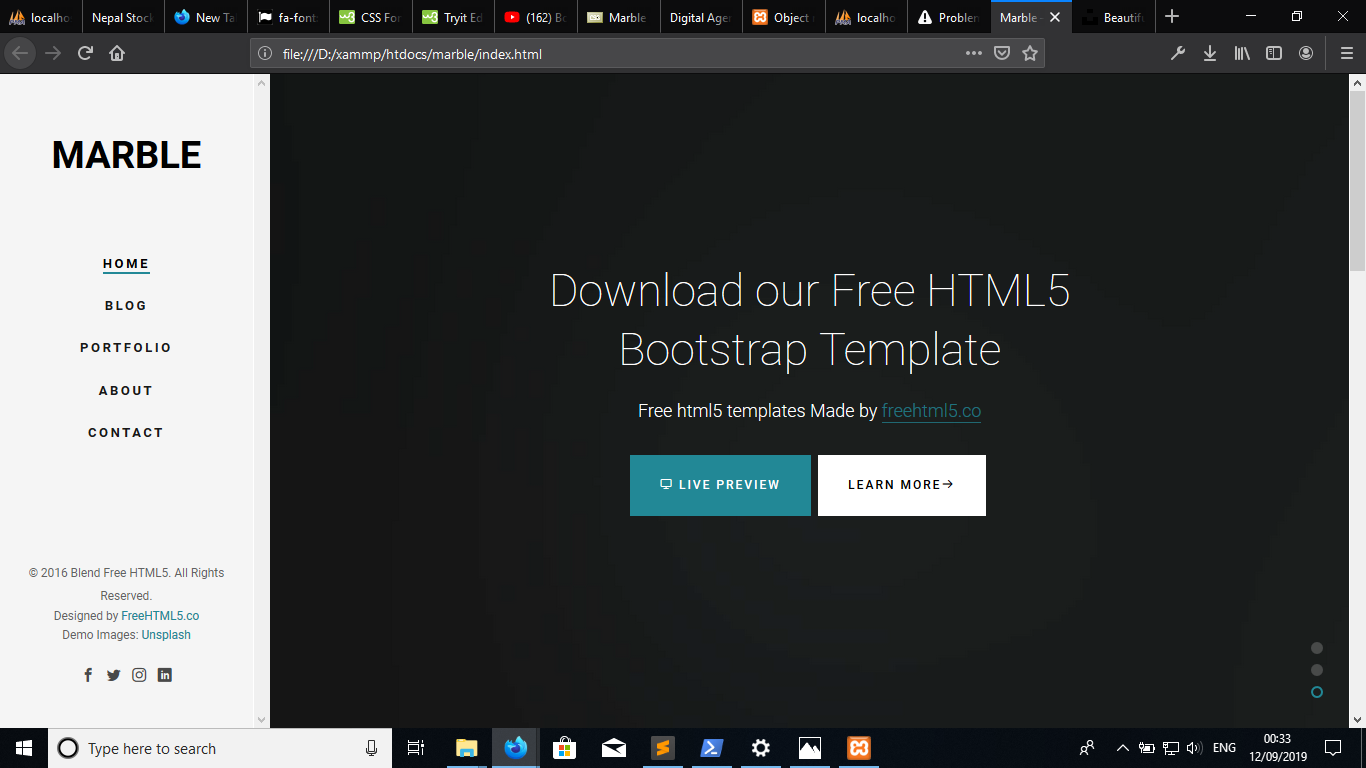 localho
Nepal Stock
New Ta
fa-font
CSS For
Tryit Ed
(162) Bo
Marble
Digital Agen
Object
localho
Problem
Marble
Beautifu
file:///D:/xammp/htdocs/marble/index.html
MARBLE
HOME
BLOG
PORTFOLIO
ABOUT
CONTACT
© 2016 Blend Free HTML5. All Rights
Reserved.
Designed by FreeHTML5.co
Demo Images: Unsplash
Download our Free HTML5
Bootstrap Template
Free html5 templates Made by freehtml5.co
LIVE PREVIEW
LEARN MORE
Type here to search
ENG
00:33
12/09/2019